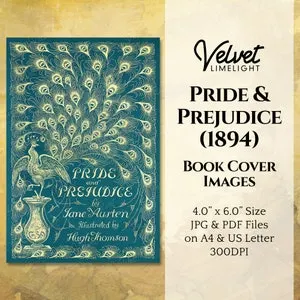 PRIDE
and
PREJUDICE
by
Jane Austen
Illustrated by
Hugh Thomson
Velvet
LIMELIGHT
PRIDE &
PREJUDICE
(1894)
BOOK COVER
IMAGES
4.0” x 6.0” Size
JPG & PDF Files
on A4 & US Letter
300DPI